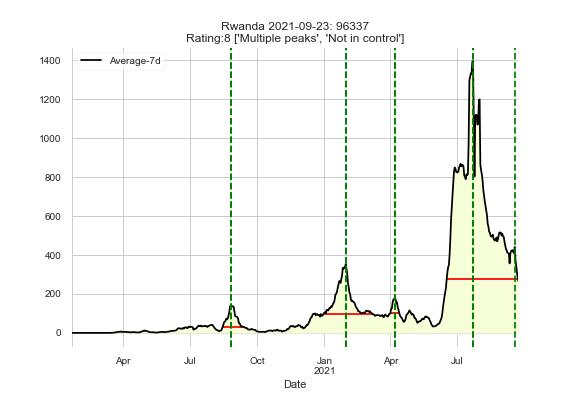 Rwanda 2021-09-23: 96337
Rating:8 ['Multiple peaks', 'Not in control']
Average-7d
1400
1200
1000
800
600
400
200
0
Apr Jul Oct Jan Apr Jul
2021
Date